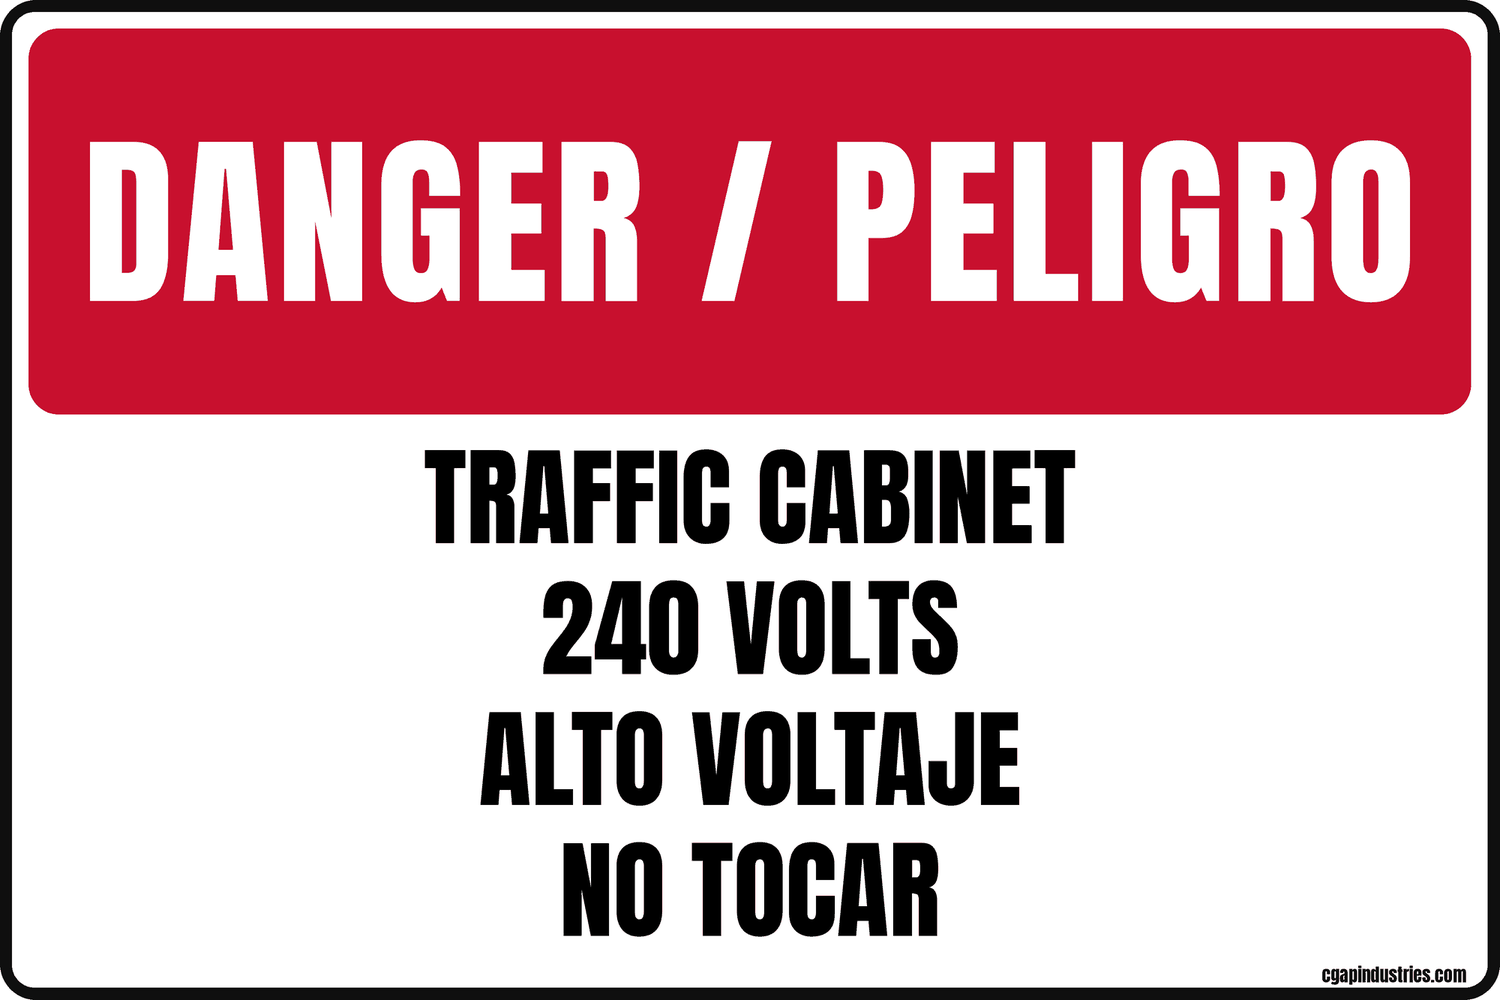 DANGER / PELIGRO
TRAFFIC CABINET
240 VOLTS
ALTO VOLTAJE
NO TOCAR
cgapindustries.com